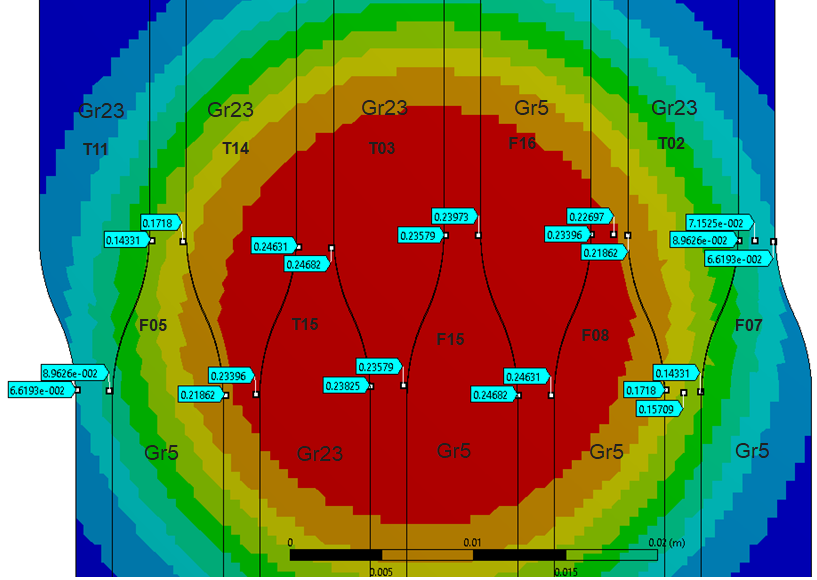 Gr23 Gr23 Gr23 Gr5 Gr23
T11 T14 T03 F16 T02
0.1718 0.23973 0.22697 7.1525e-002
0.14331 0.24631 0.23579 0.23396 8.9626e-002
0.24682 0.21862 6.6193e-002
F05 T15 F15 F08 F07
8.9626e-002 0.23396 0.23579 0.24631 0.14331
6.6193e-002 0.21862 0.23825 0.24682 0.1718
0.15709
Gr5 Gr23 Gr5 Gr5 Gr5
0 0.01 0.02 (m)
0.005 0.015